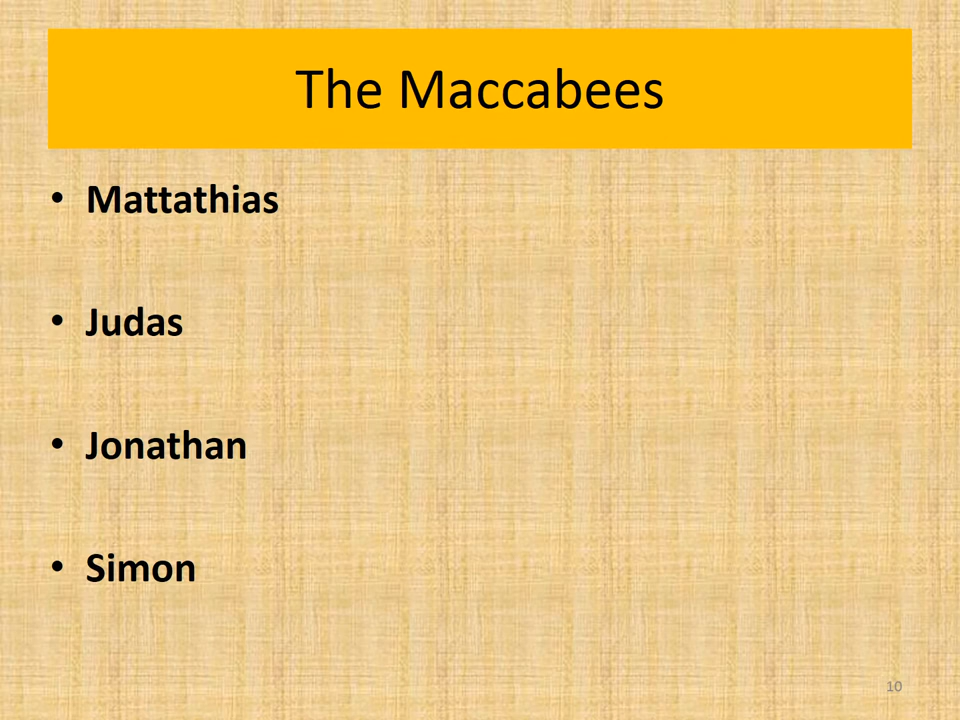 The Maccabees
• Mattathias
• Judas
• Jonathan
• Simon
10